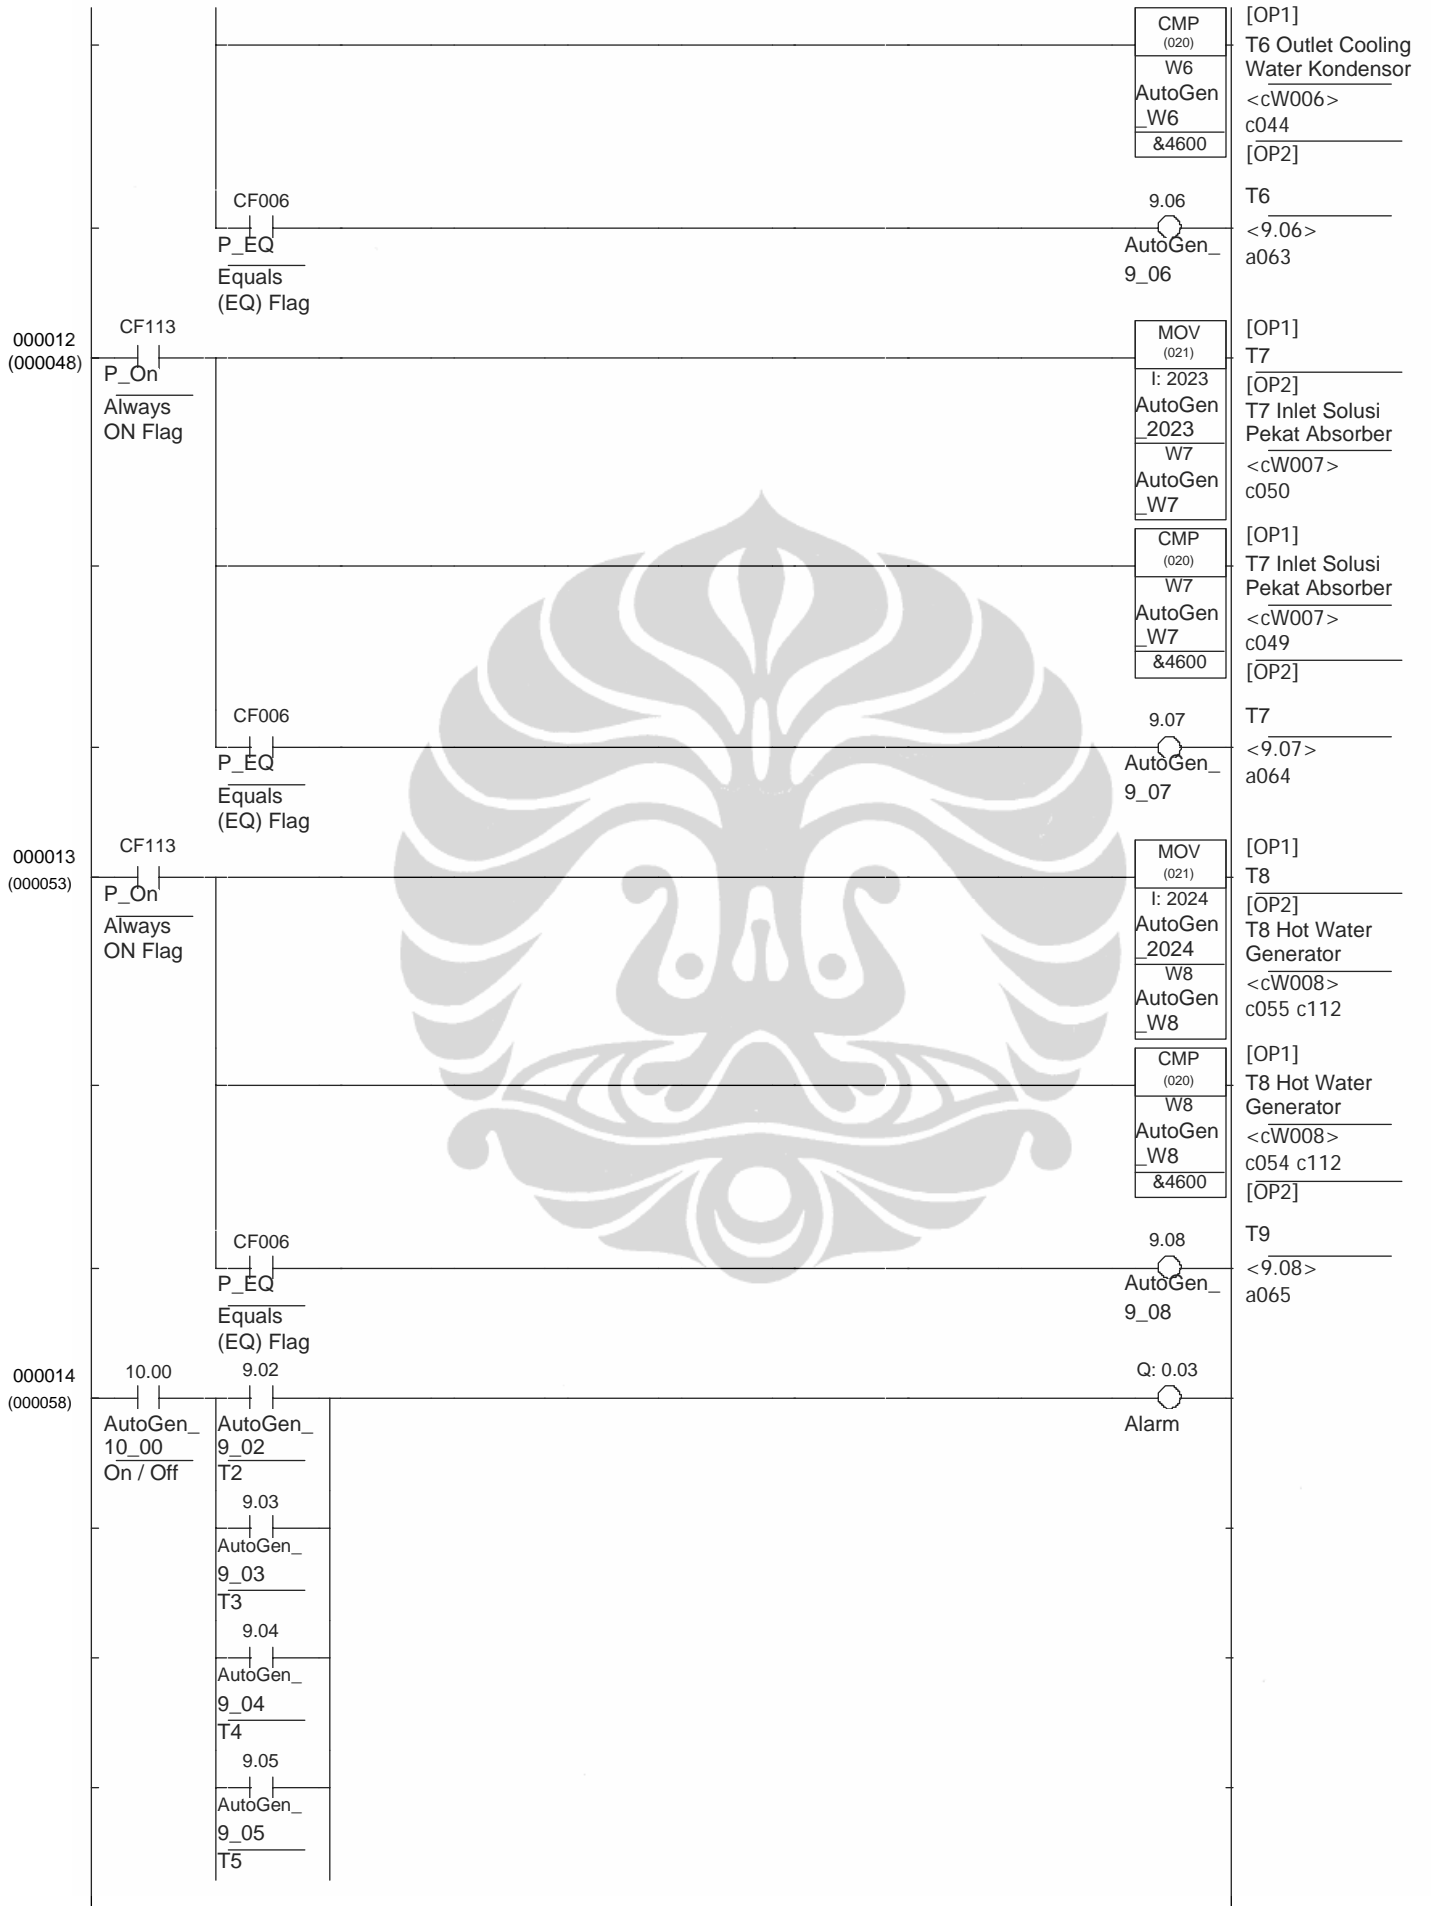 CMP
(020)
W6
AutoGen
_W6
&4600
[OP1]
T6 Outlet Cooling
Water Kondensor
<cW006>
c044
[OP2]
CF006
P_EQ
Equals
(EQ) Flag
9.06
AutoGen_
9_06
T6
<9.06>
a063
000012
(000048)
CF113
P_On
Always
ON Flag
MOV
(021)
I: 2023
AutoGen
_2023
W7
AutoGen
_W7
[OP1]
T7
[OP2]
T7 Inlet Solusi
Pekat Absorber
<cW007>
c050
CMP
(020)
W7
AutoGen
_W7
&4600
[OP1]
T7 Inlet Solusi
Pekat Absorber
<cW007>
c049
[OP2]
CF006
P_EQ
Equals
(EQ) Flag
9.07
AutoGen_
9_07
T7
<9.07>
a064
000013
(000053)
CF113
P_On
Always
ON Flag
MOV
(021)
I: 2024
AutoGen
_2024
W8
AutoGen
_W8
[OP1]
T8
[OP2]
T8 Hot Water
Generator
<cW008>
c055 c112
CMP
(020)
W8
AutoGen
_W8
&4600
[OP1]
T8 Hot Water
Generator
<cW008>
c054 c112
[OP2]
CF006
P_EQ
Equals
(EQ) Flag
9.08
AutoGen_
9_08
T9
<9.08>
a065
000014
(000058)
10.00
AutoGen_
10_00
On / Off
9.02
AutoGen_
9_02
T2
Q: 0.03
Alarm
9.03
AutoGen_
9_03
T3
9.04
AutoGen_
9_04
T4
9.05
AutoGen_
9_05
T5